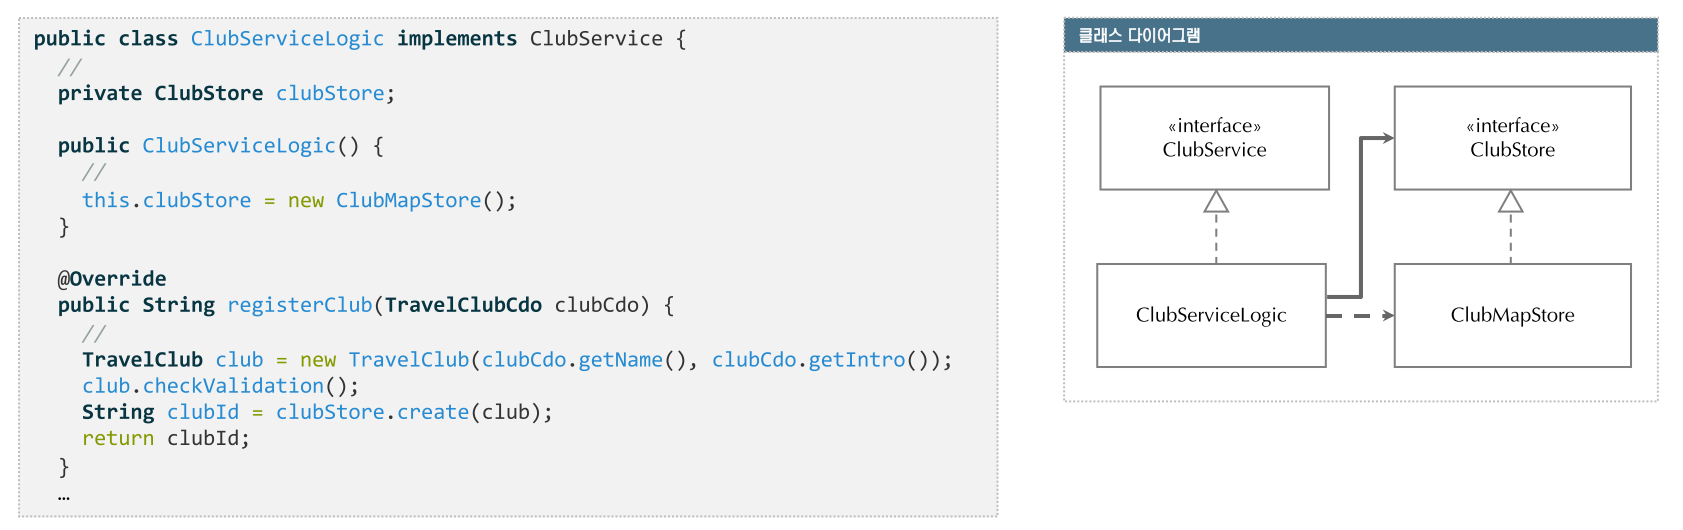 public class ClubServiceLogic implements ClubService {
//
private ClubStore clubStore;
public ClubServiceLogic() {
//
this.clubStore = new ClubMapStore();
}
@Override
public String registerClub(TravelClubCdo clubCdo) {
//
TravelClub club = new TravelClub(clubCdo.getName(), clubCdo.getIntro());
club.checkValidation();
String clubId = clubStore.create(club);
return clubId;
}
…
클래스 다이어그램
«interface»
ClubService
«interface»
ClubStore
ClubServiceLogic
ClubMapStore